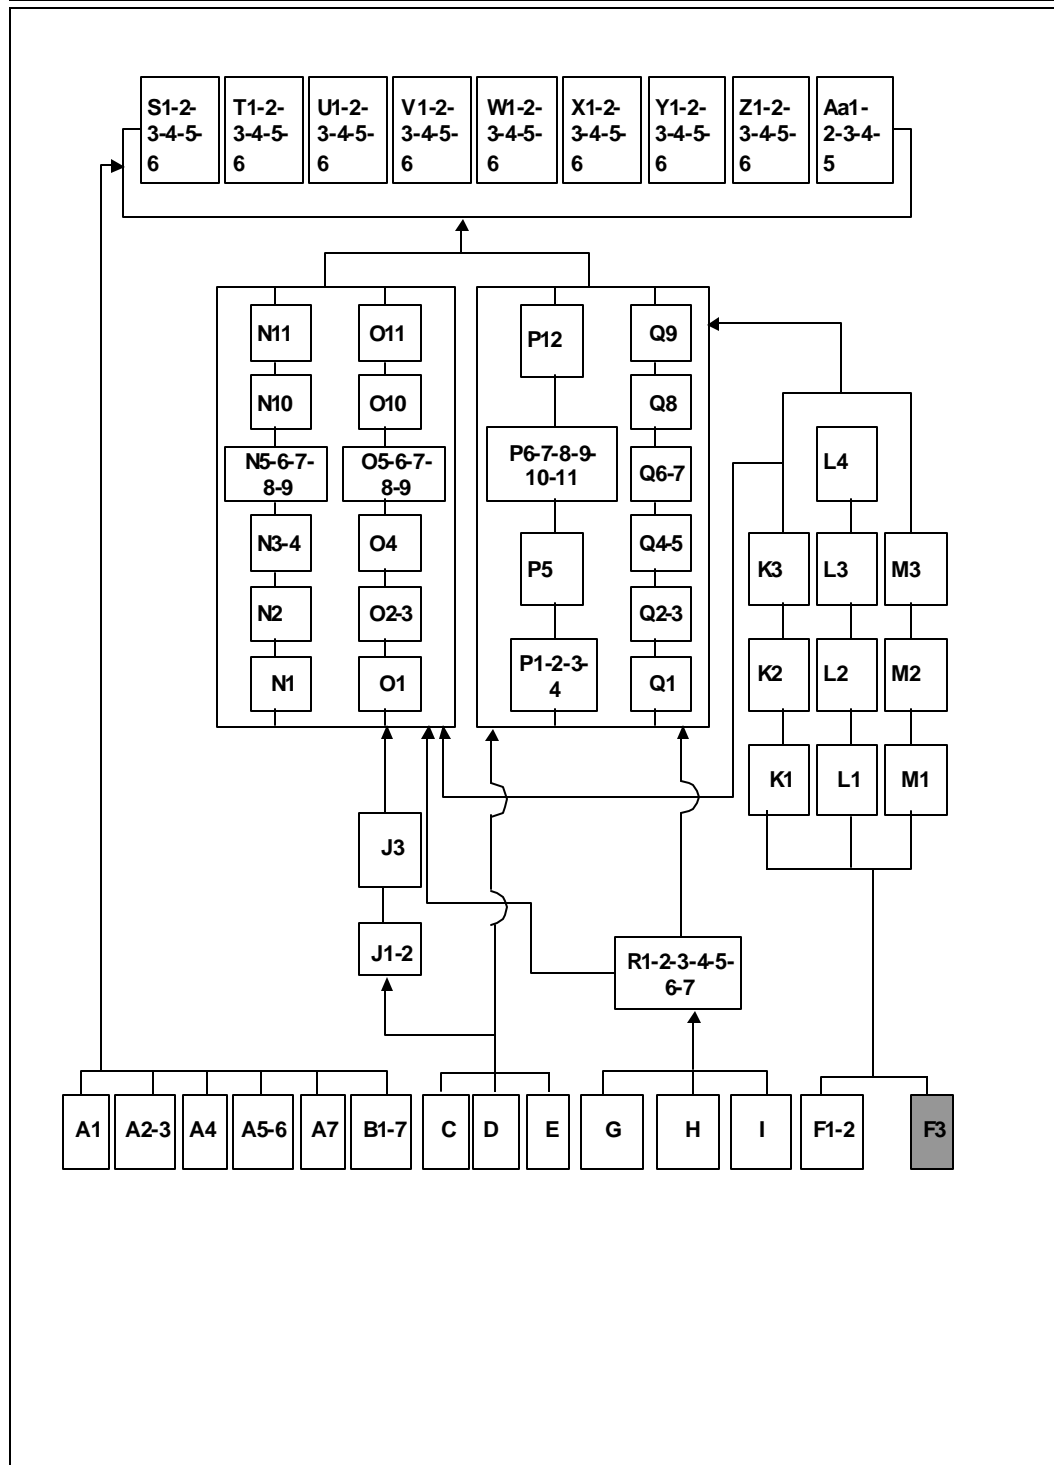 S1-2-
3-4-5-
6
T1-2-
3-4-5-
6
U1-2-
3-4-5-
6
V1-2-
3-4-5-
6
W1-2-
3-4-5-
6
X1-2-
3-4-5-
6
Y1-2-
3-4-5-
6
Z1-2-
3-4-5-
6
Aa1-
2-3-4-
5
N11
O11
P12
Q9
N10
O10
Q8
N5-6-7-
8-9
O5-6-7-
8-9
P6-7-8-9-
10-11
Q6-7
L4
N3-4
O4
P5
Q4-5
K3
L3
M3
N2
O2-3
Q2-3
N1
O1
P1-2-3-
4
Q1
K2
L2
M2
K1
L1
M1
J3
J1-2
R1-2-3-4-5-
6-7
A1
A2-3
A4
A5-6
A7
B1-7
C
D
E
G
H
I
F1-2
F3